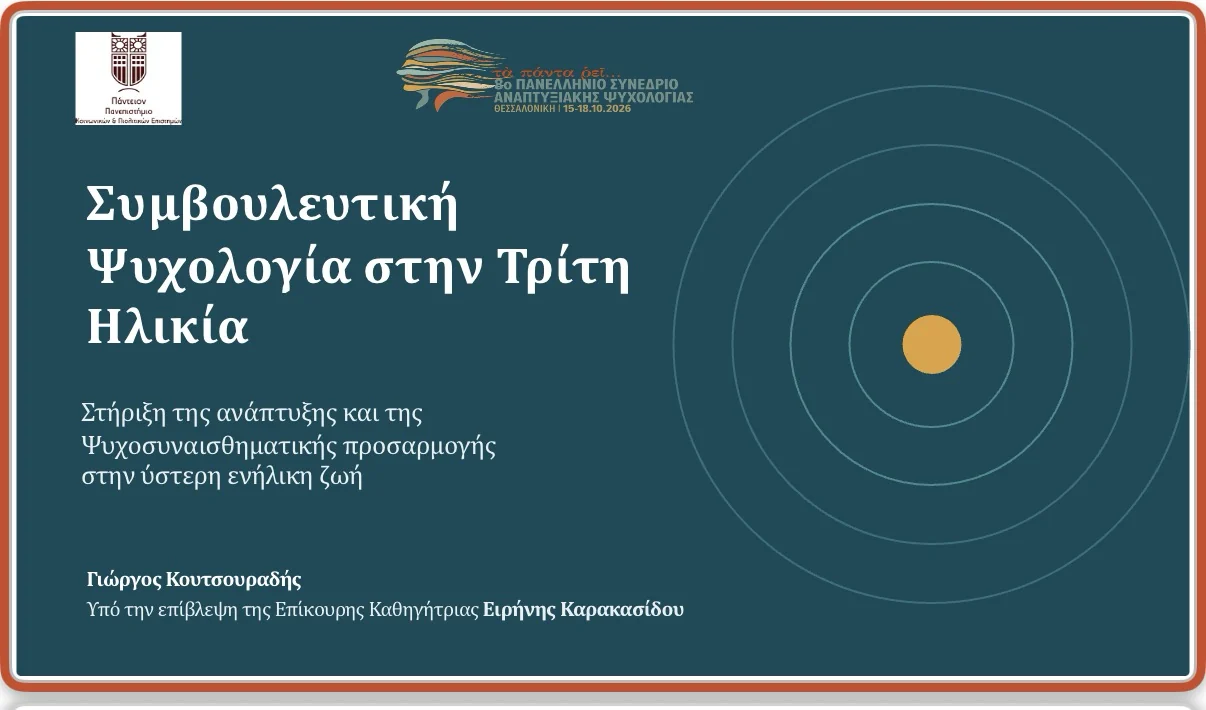 Πάντειον
Πανεπιστήμιο
Κοινωνικών & Πολιτικών Επιστημών
τὰ πάντα ῥεῖ...
8ο ΠΑΝΕΛΛΗΝΙΟ ΣΥΝΕΔΡΙΟ
ΑΝΑΠΤΥΞΙΑΚΗΣ ΨΥΧΟΛΟΓΙΑΣ
ΘΕΣΣΑΛΟΝΙΚΗ | 15-18.10.2026
Συμβουλευτική
Ψυχολογία στην Τρίτη
Ηλικία
Στήριξη της ανάπτυξης και της
Ψυχοσυναισθηματικής προσαρμογής
στην ύστερη ενήλικη ζωή
Γιώργος Κουτσουραδής
Υπό την επίβλεψη της Επίκουρης Καθηγήτριας Ειρήνης Καρακασίδου